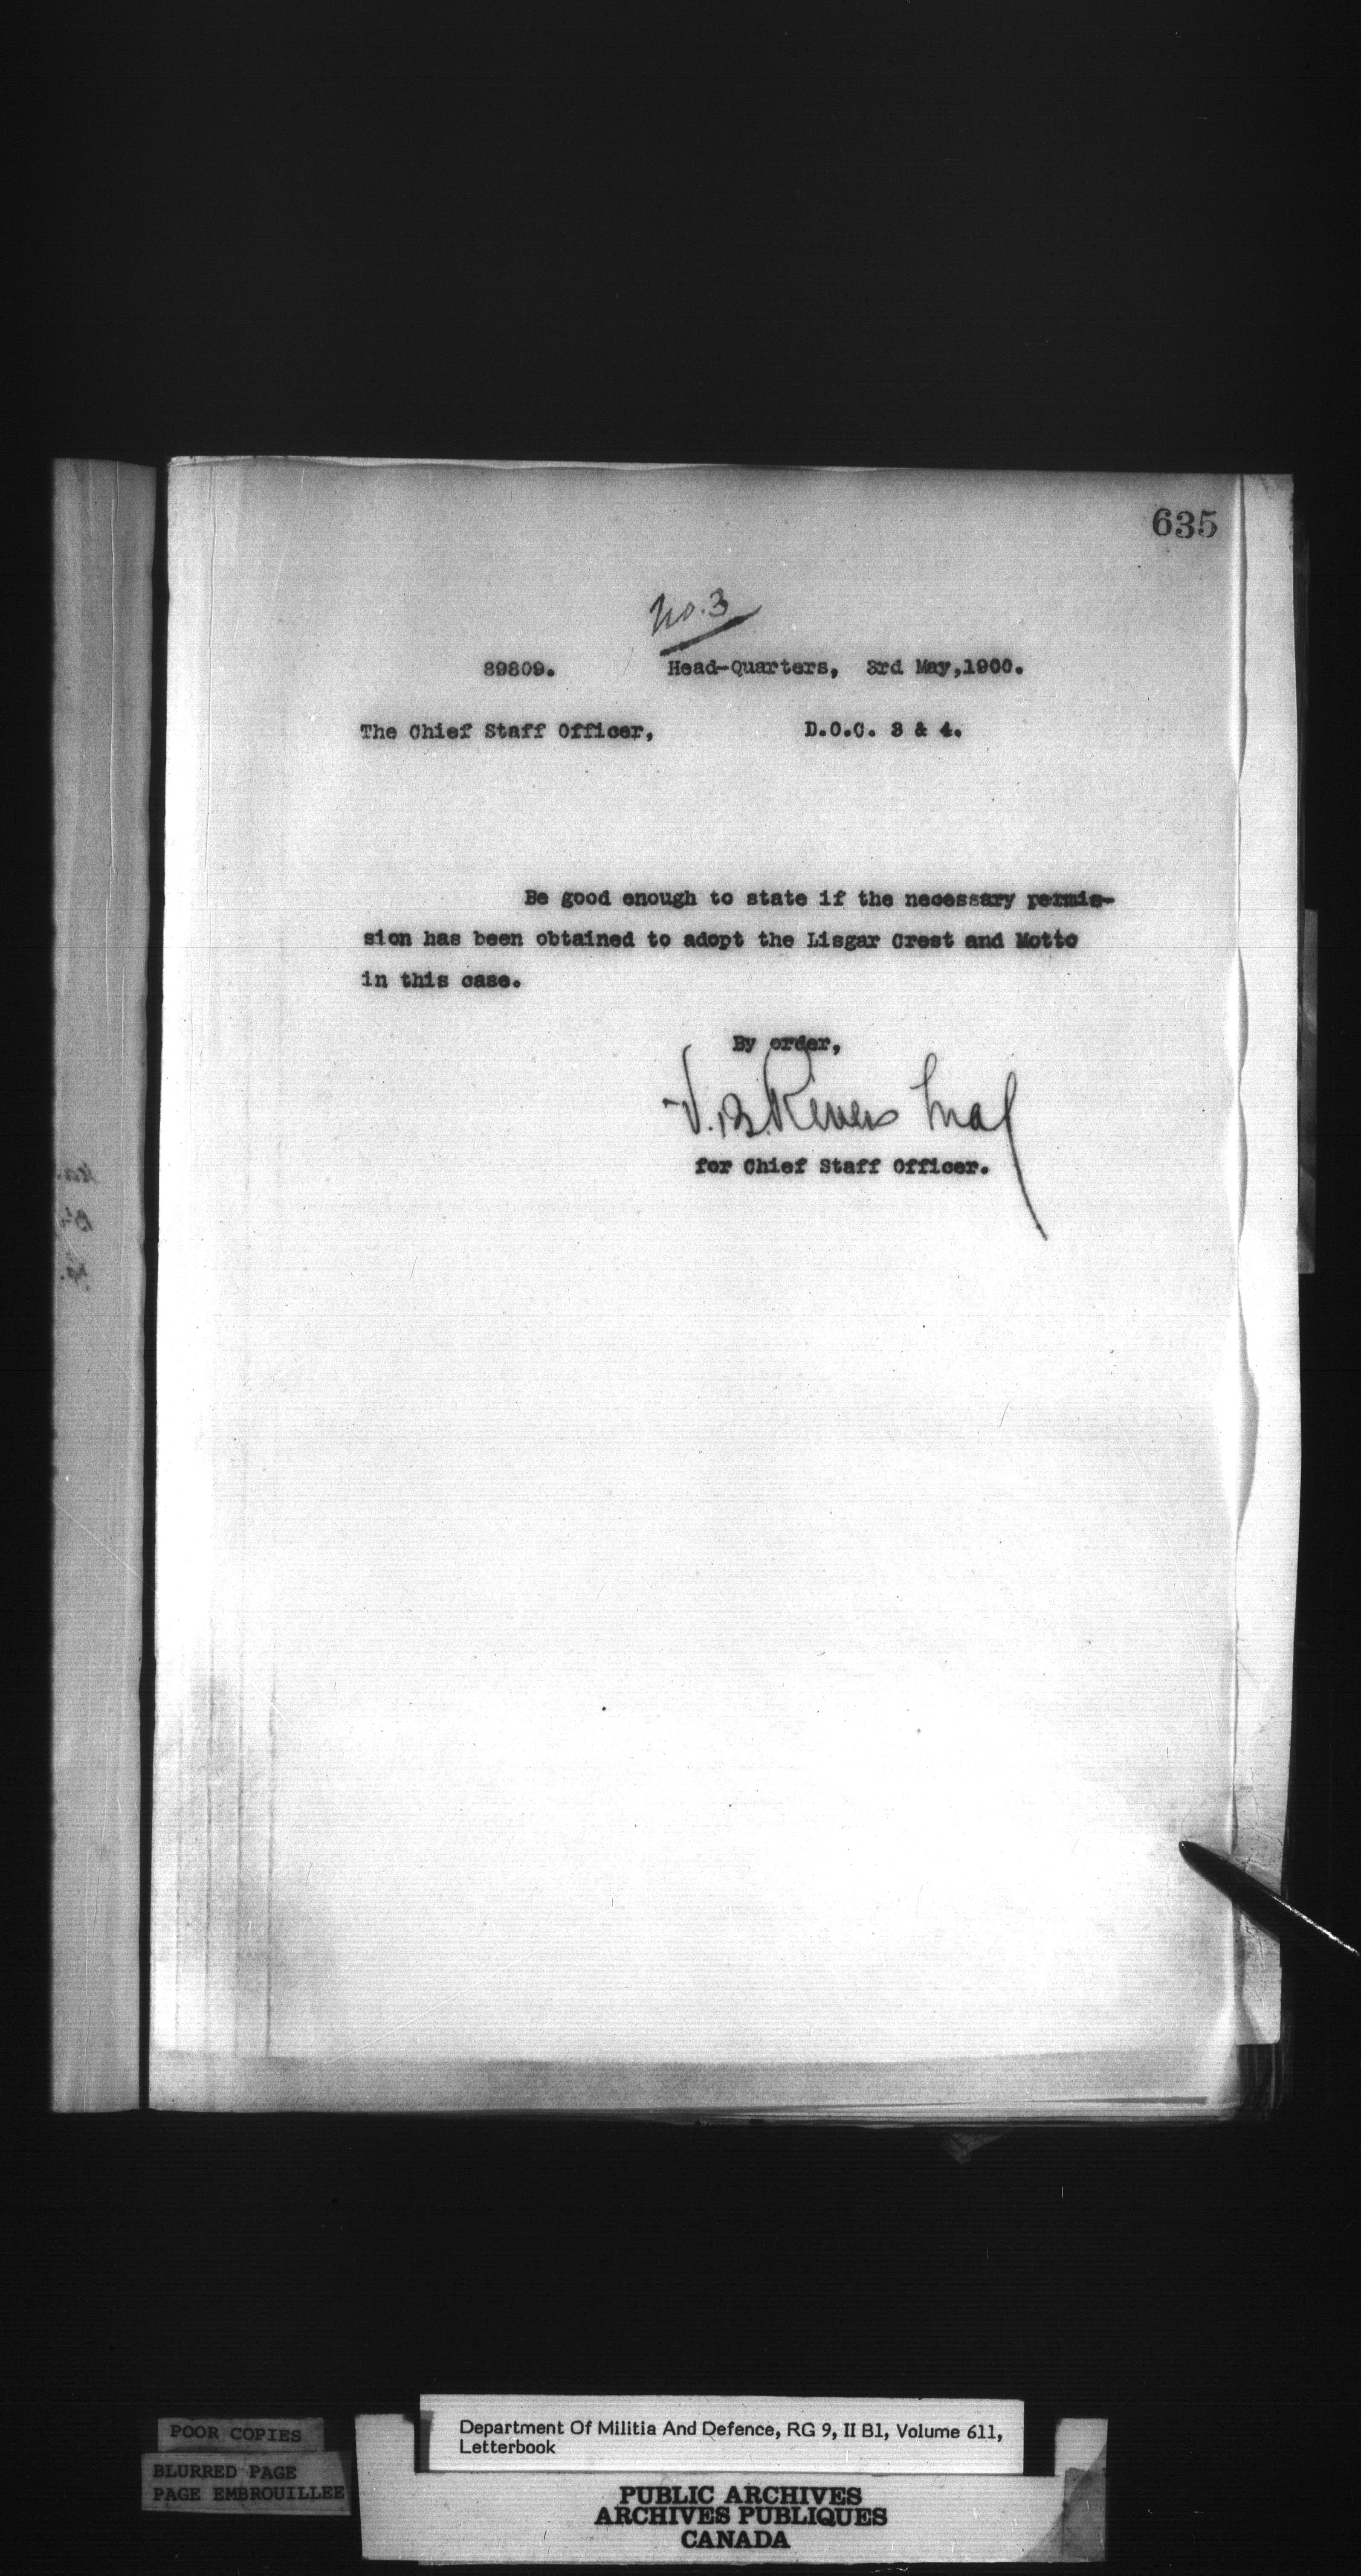 635
No. 3
89809. Head-Quarters, 3rd May, 1900.
The Chief Staff Officer, D.O.C. 3 & 4.
Be good enough to state if the necessary permis-
sion has been obtained to adopt the Lisgar Crest and Motto
in this case.
By order,
V.B. Rivers Maj
for Chief Staff Officer.
POOR COPIES
BLURRED PAGE
PAGE EMBROUILLEE
Department Of Militia And Defence, RG 9, II B1, Volume 611,
Letterbook
PUBLIC ARCHIVES
ARCHIVES PUBLIQUES
CANADA